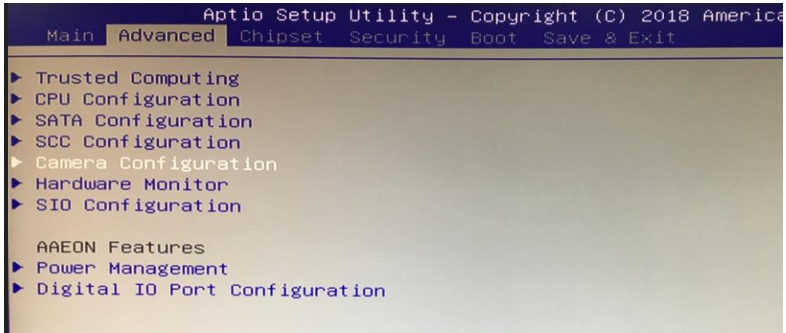 Aptio Setup Utility – Copyright (C) 2018 America
Main Advanced Chipset Security Boot Save & Exit
Trusted Computing
CPU Configuration
SATA Configuration
SCC Configuration
Camera Configuration
Hardware Monitor
SIO Configuration
AAEON Features
Power Management
Digital IO Port Configuration